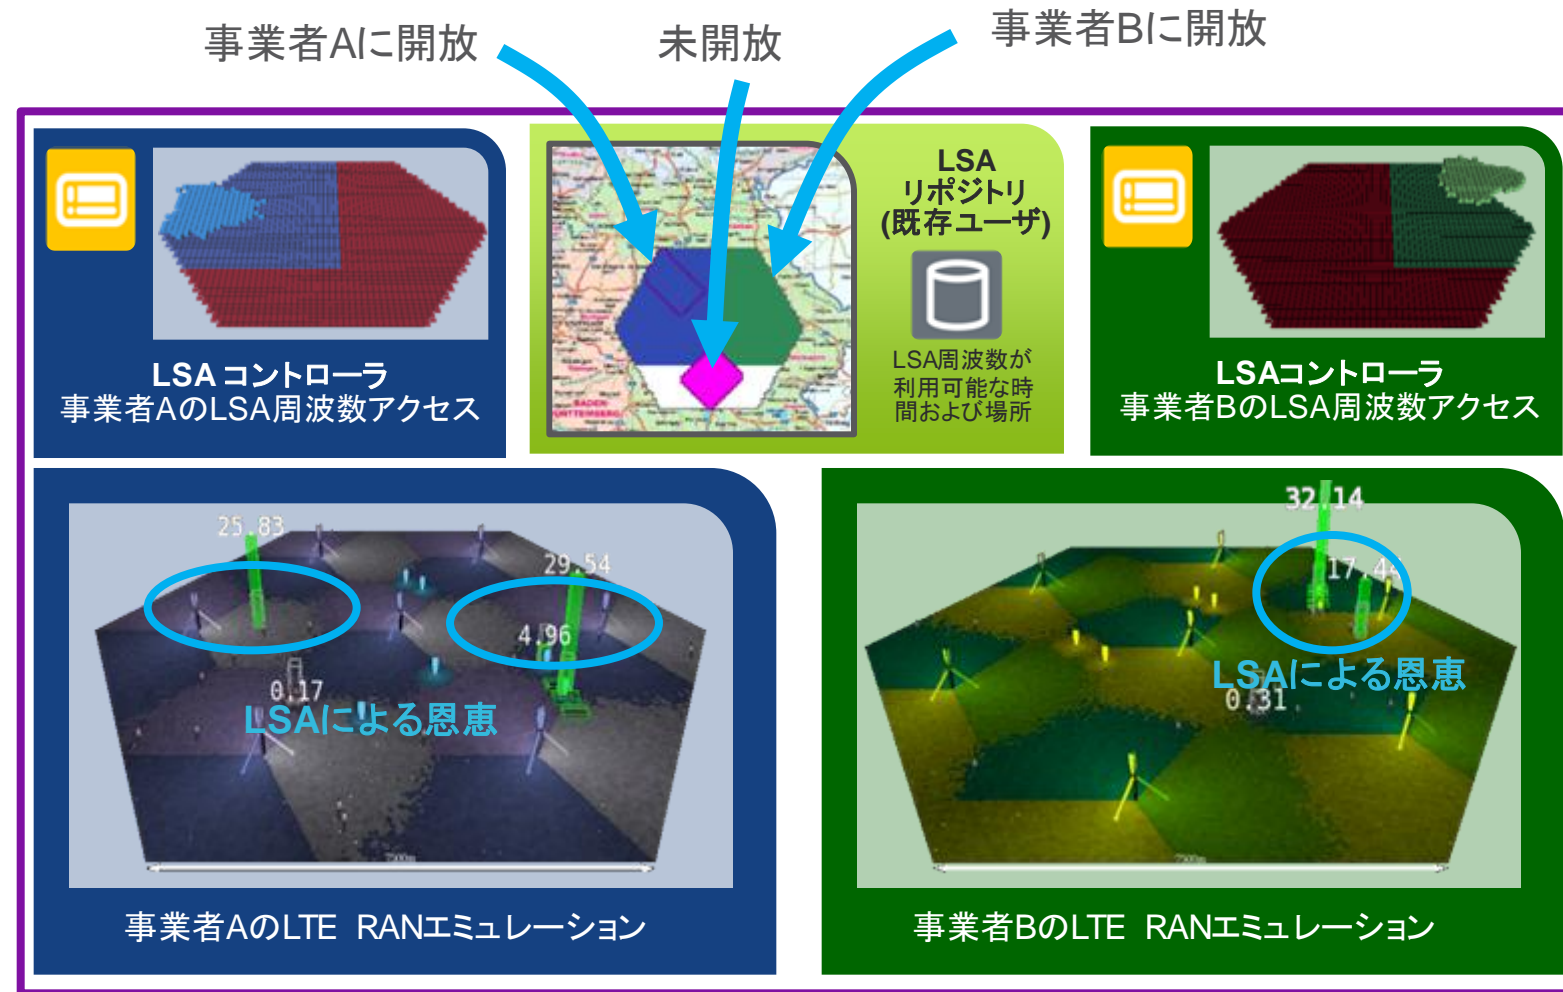 事業者Aに開放
未開放
事業者Bに開放
LSA
リポジトリ
(既存ユーザ)
LSA周波数が
利用可能な時
間および場所
LSA コントローラ
事業者AのLSA周波数アクセス
LSAコントローラ
事業者BのLSA周波数アクセス
25.83
29.54
4.96
0.17
LSAによる恩恵
事業者AのLTE RANエミュレーション
32.14
17.44
LSAによる恩恵
0.31
事業者BのLTE RANエミュレーション